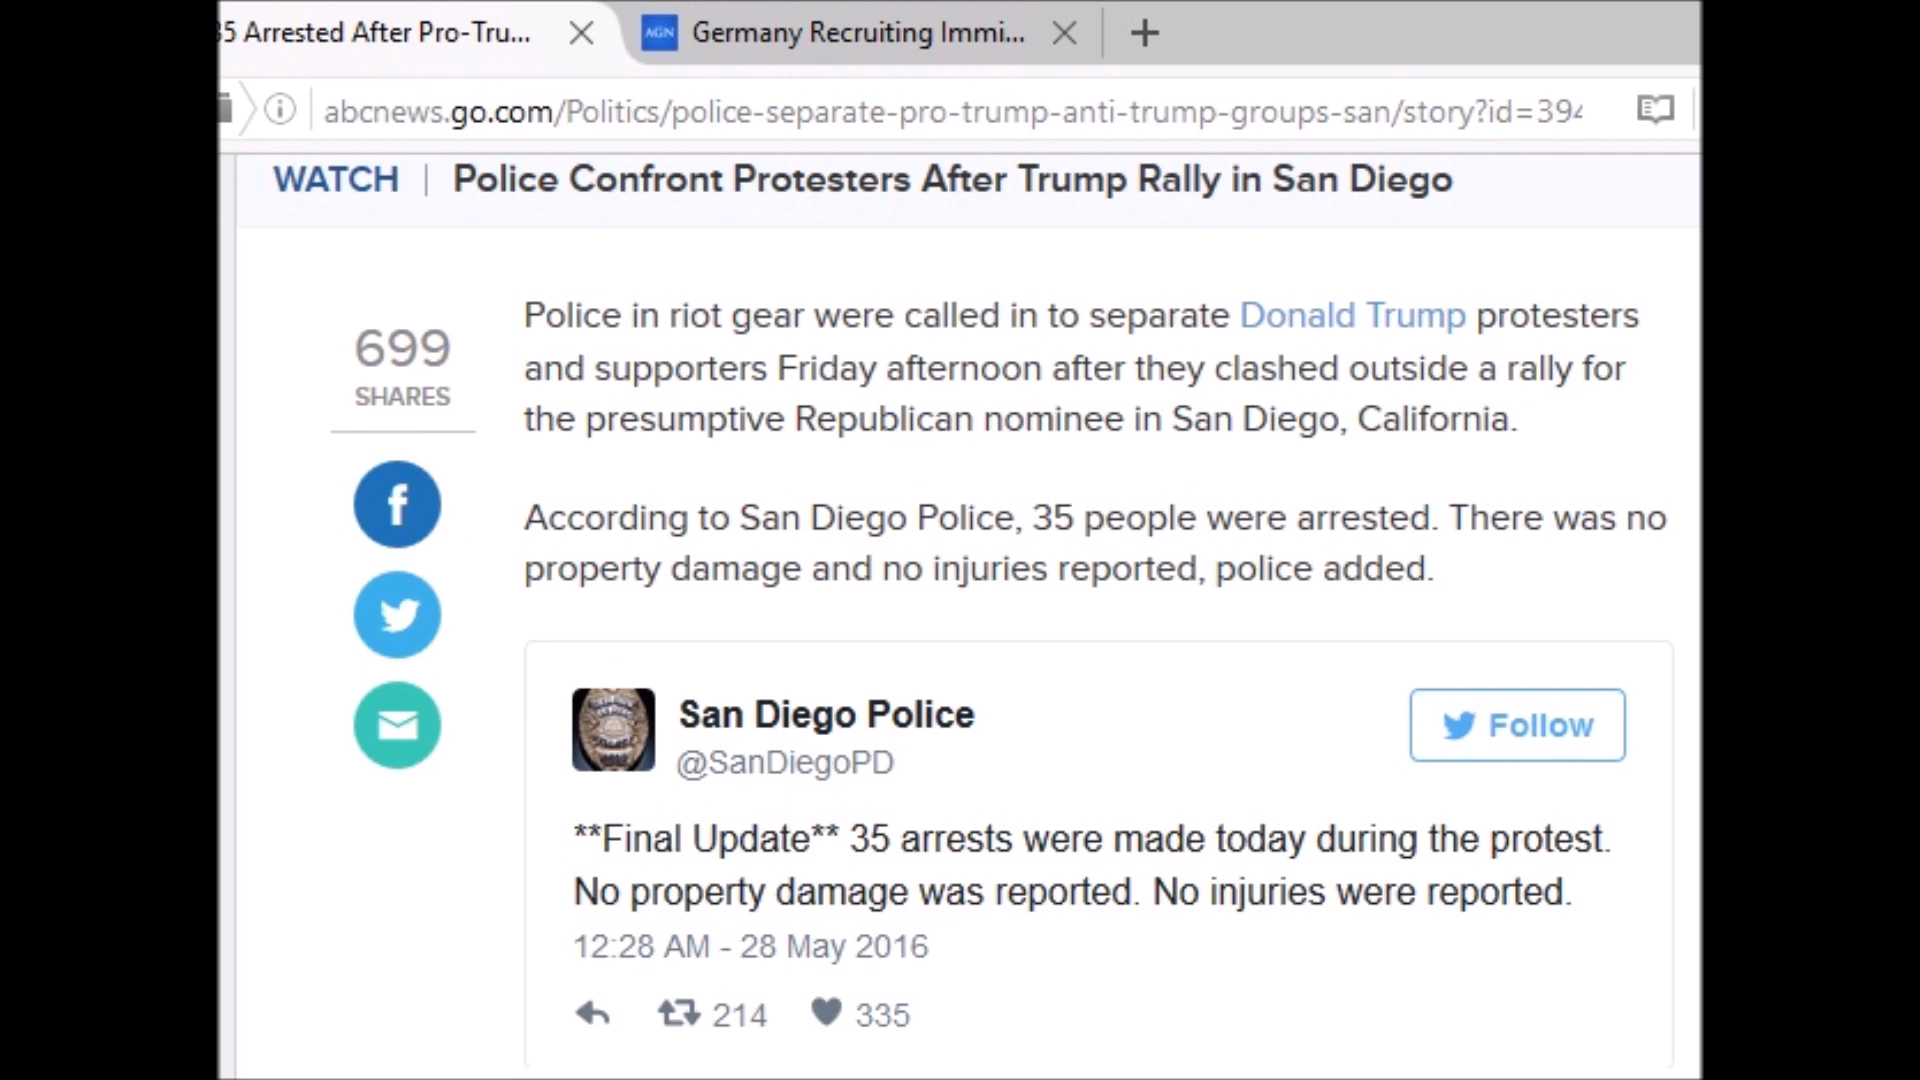 35 Arrested After Pro-Tru...
AGN Germany Recruiting Immi...
abcnews.go.com/Politics/police-separate-pro-trump-anti-trump-groups-san/story?id=394
WATCH | Police Confront Protesters After Trump Rally in San Diego
699
SHARES
Police in riot gear were called in to separate Donald Trump protesters
and supporters Friday afternoon after they clashed outside a rally for
the presumptive Republican nominee in San Diego, California.
According to San Diego Police, 35 people were arrested. There was no
property damage and no injuries reported, police added.
San Diego Police
@SanDiegoPD
Follow
**Final Update** 35 arrests were made today during the protest.
No property damage was reported. No injuries were reported.
12:28 AM - 28 May 2016
214 335